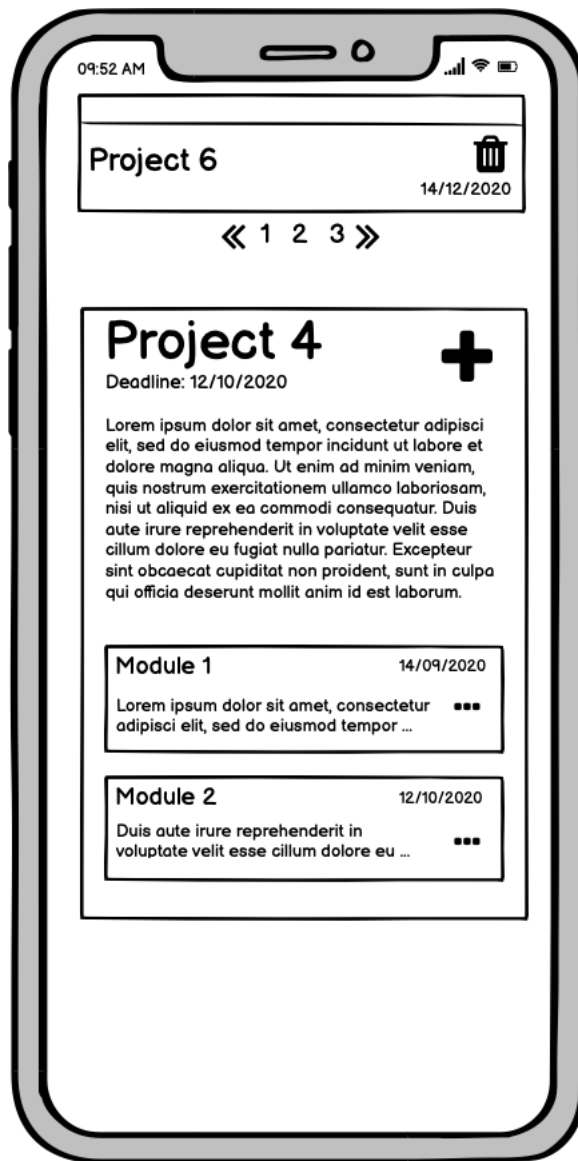 09:52 AM
Project 6
14/12/2020
1 2 3
Project 4
Deadline: 12/10/2020
Lorem ipsum dolor sit amet, consectetur adipisci
elit, sed do eiusmod tempor incidunt ut labore et
dolore magna aliqua. Ut enim ad minim veniam,
quis nostrum exercitationem ullamco laboriosam,
nisi ut aliquid ex ea commodi consequatur. Duis
aute irure reprehenderit in voluptate velit esse
cillum dolore eu fugiat nulla pariatur. Excepteur
sint obcaecat cupiditat non proident, sunt in culpa
qui officia deserunt mollit anim id est laborum.
Module 1 14/09/2020
Lorem ipsum dolor sit amet, consectetur
adipisci elit, sed do eiusmod tempor ...
Module 2 12/10/2020
Duis aute irure reprehenderit in
voluptate velit esse cillum dolore eu ...